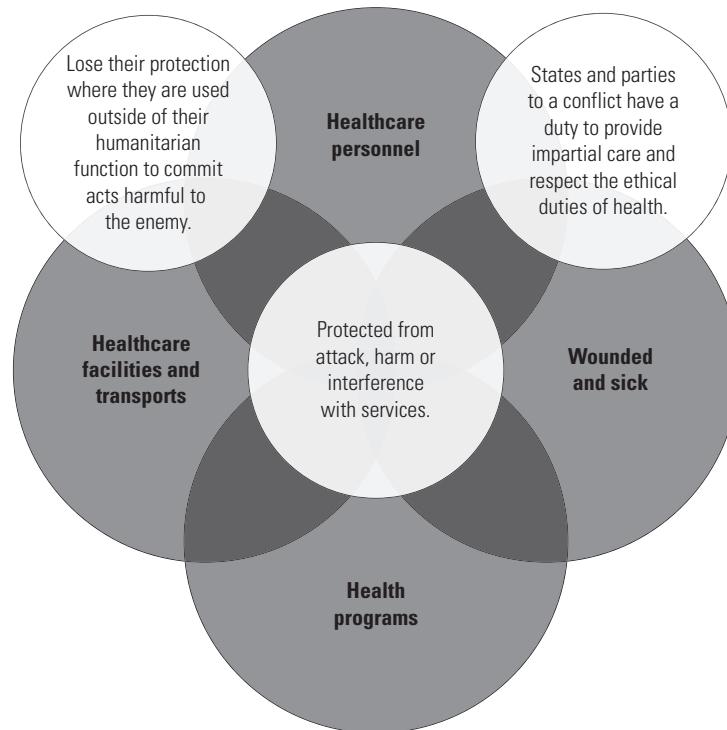 Lose their protection
where they are used
outside of their
humanitarian
function to commit
acts harmful to
the enemy.
Healthcare
personnel
States and parties
to a conflict have a
duty to provide
impartial care and
respect the ethical
duties of health.
Healthcare
facilities and
transports
Protected from
attack, harm or
interference
with services.
Wounded
and sick
Health
programs